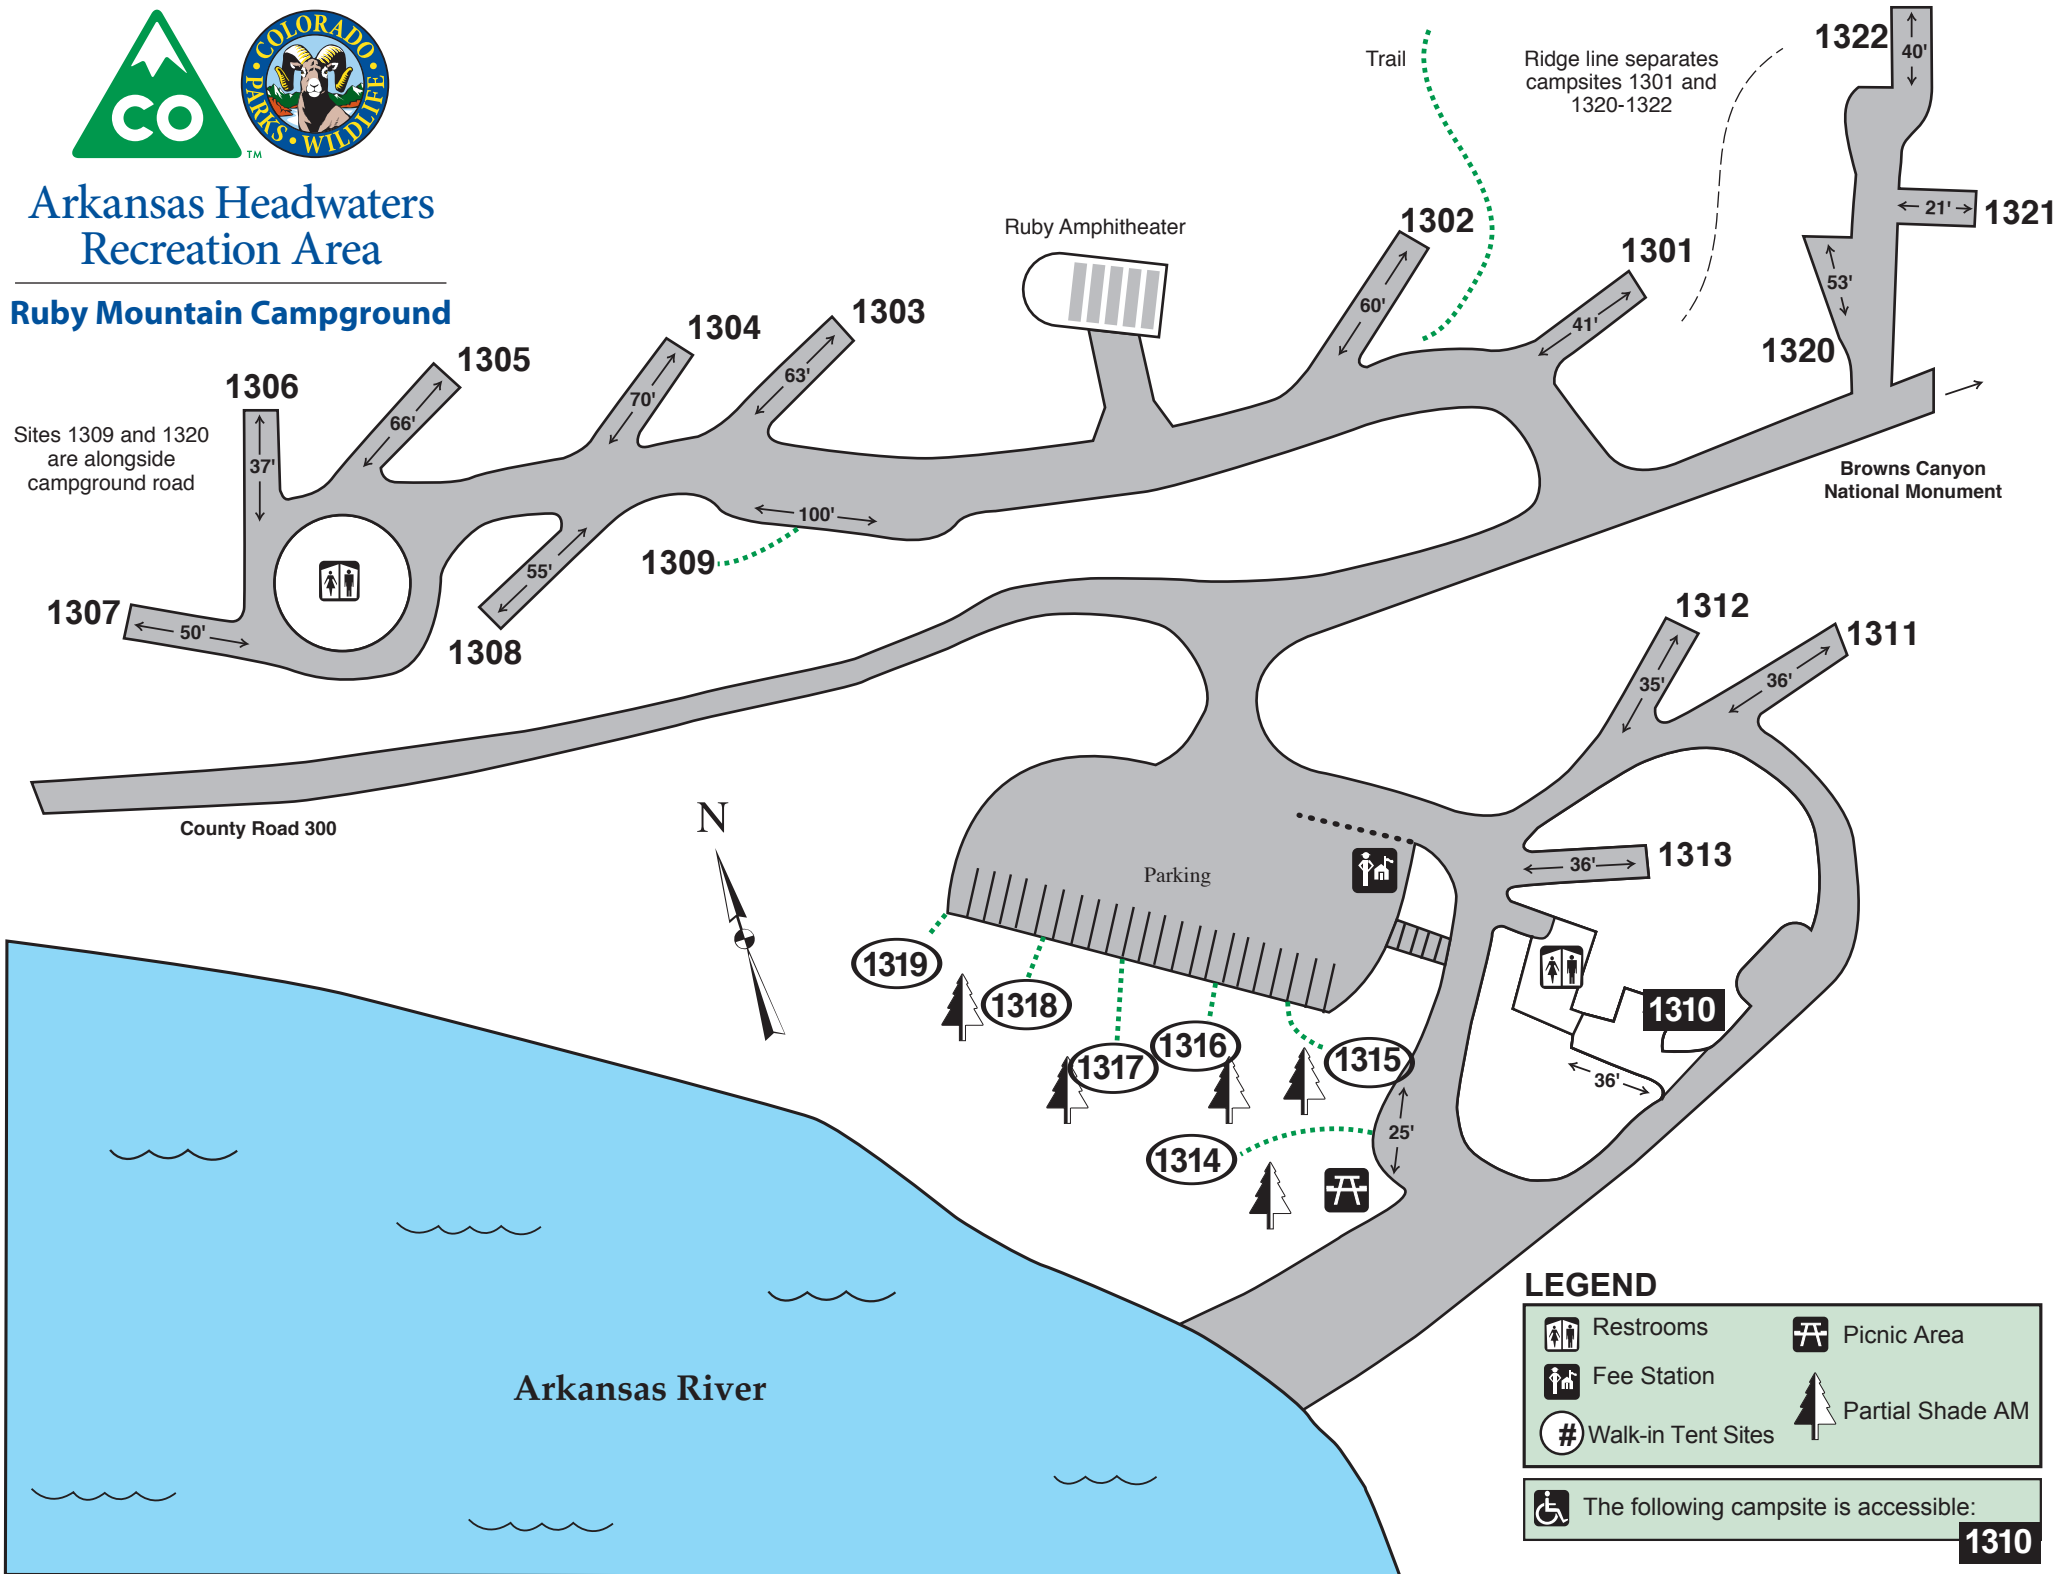 CO
TM
COLORADO
PARKS • WILDLIFE
Arkansas Headwaters
Recreation Area
Ruby Mountain Campground
Trail
Ridge line separates
campsites 1301 and
1320-1322
1322
40'
21'
1321
53'
1320
Ruby Amphitheater
1302
60'
1301
41'
1303
63'
1304
70'
1305
66'
1306
37'
Sites 1309 and 1320
are alongside
campground road
100'
1309
55'
1308
1307
50'
Browns Canyon
National Monument
1312
35'
1311
36'
County Road 300
N
Parking
36'
1313
1319
1318
1317
1316
1315
1310
36'
25'
1314
Arkansas River
LEGEND
Restrooms
Picnic Area
Fee Station
Partial Shade AM
#
Walk-in Tent Sites
The following campsite is accessible:
1310